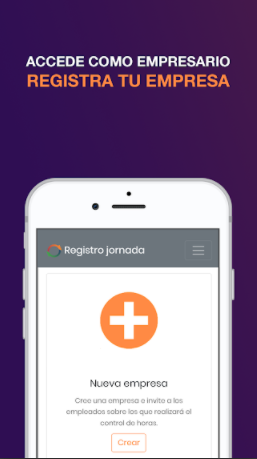 ACCEDE COMO EMPRESARIO
REGISTRA TU EMPRESA
Registro jornada
Nueva empresa
Cree una empresa e invite a los
empleados sobre los que realizará el
control de horas.
Crear